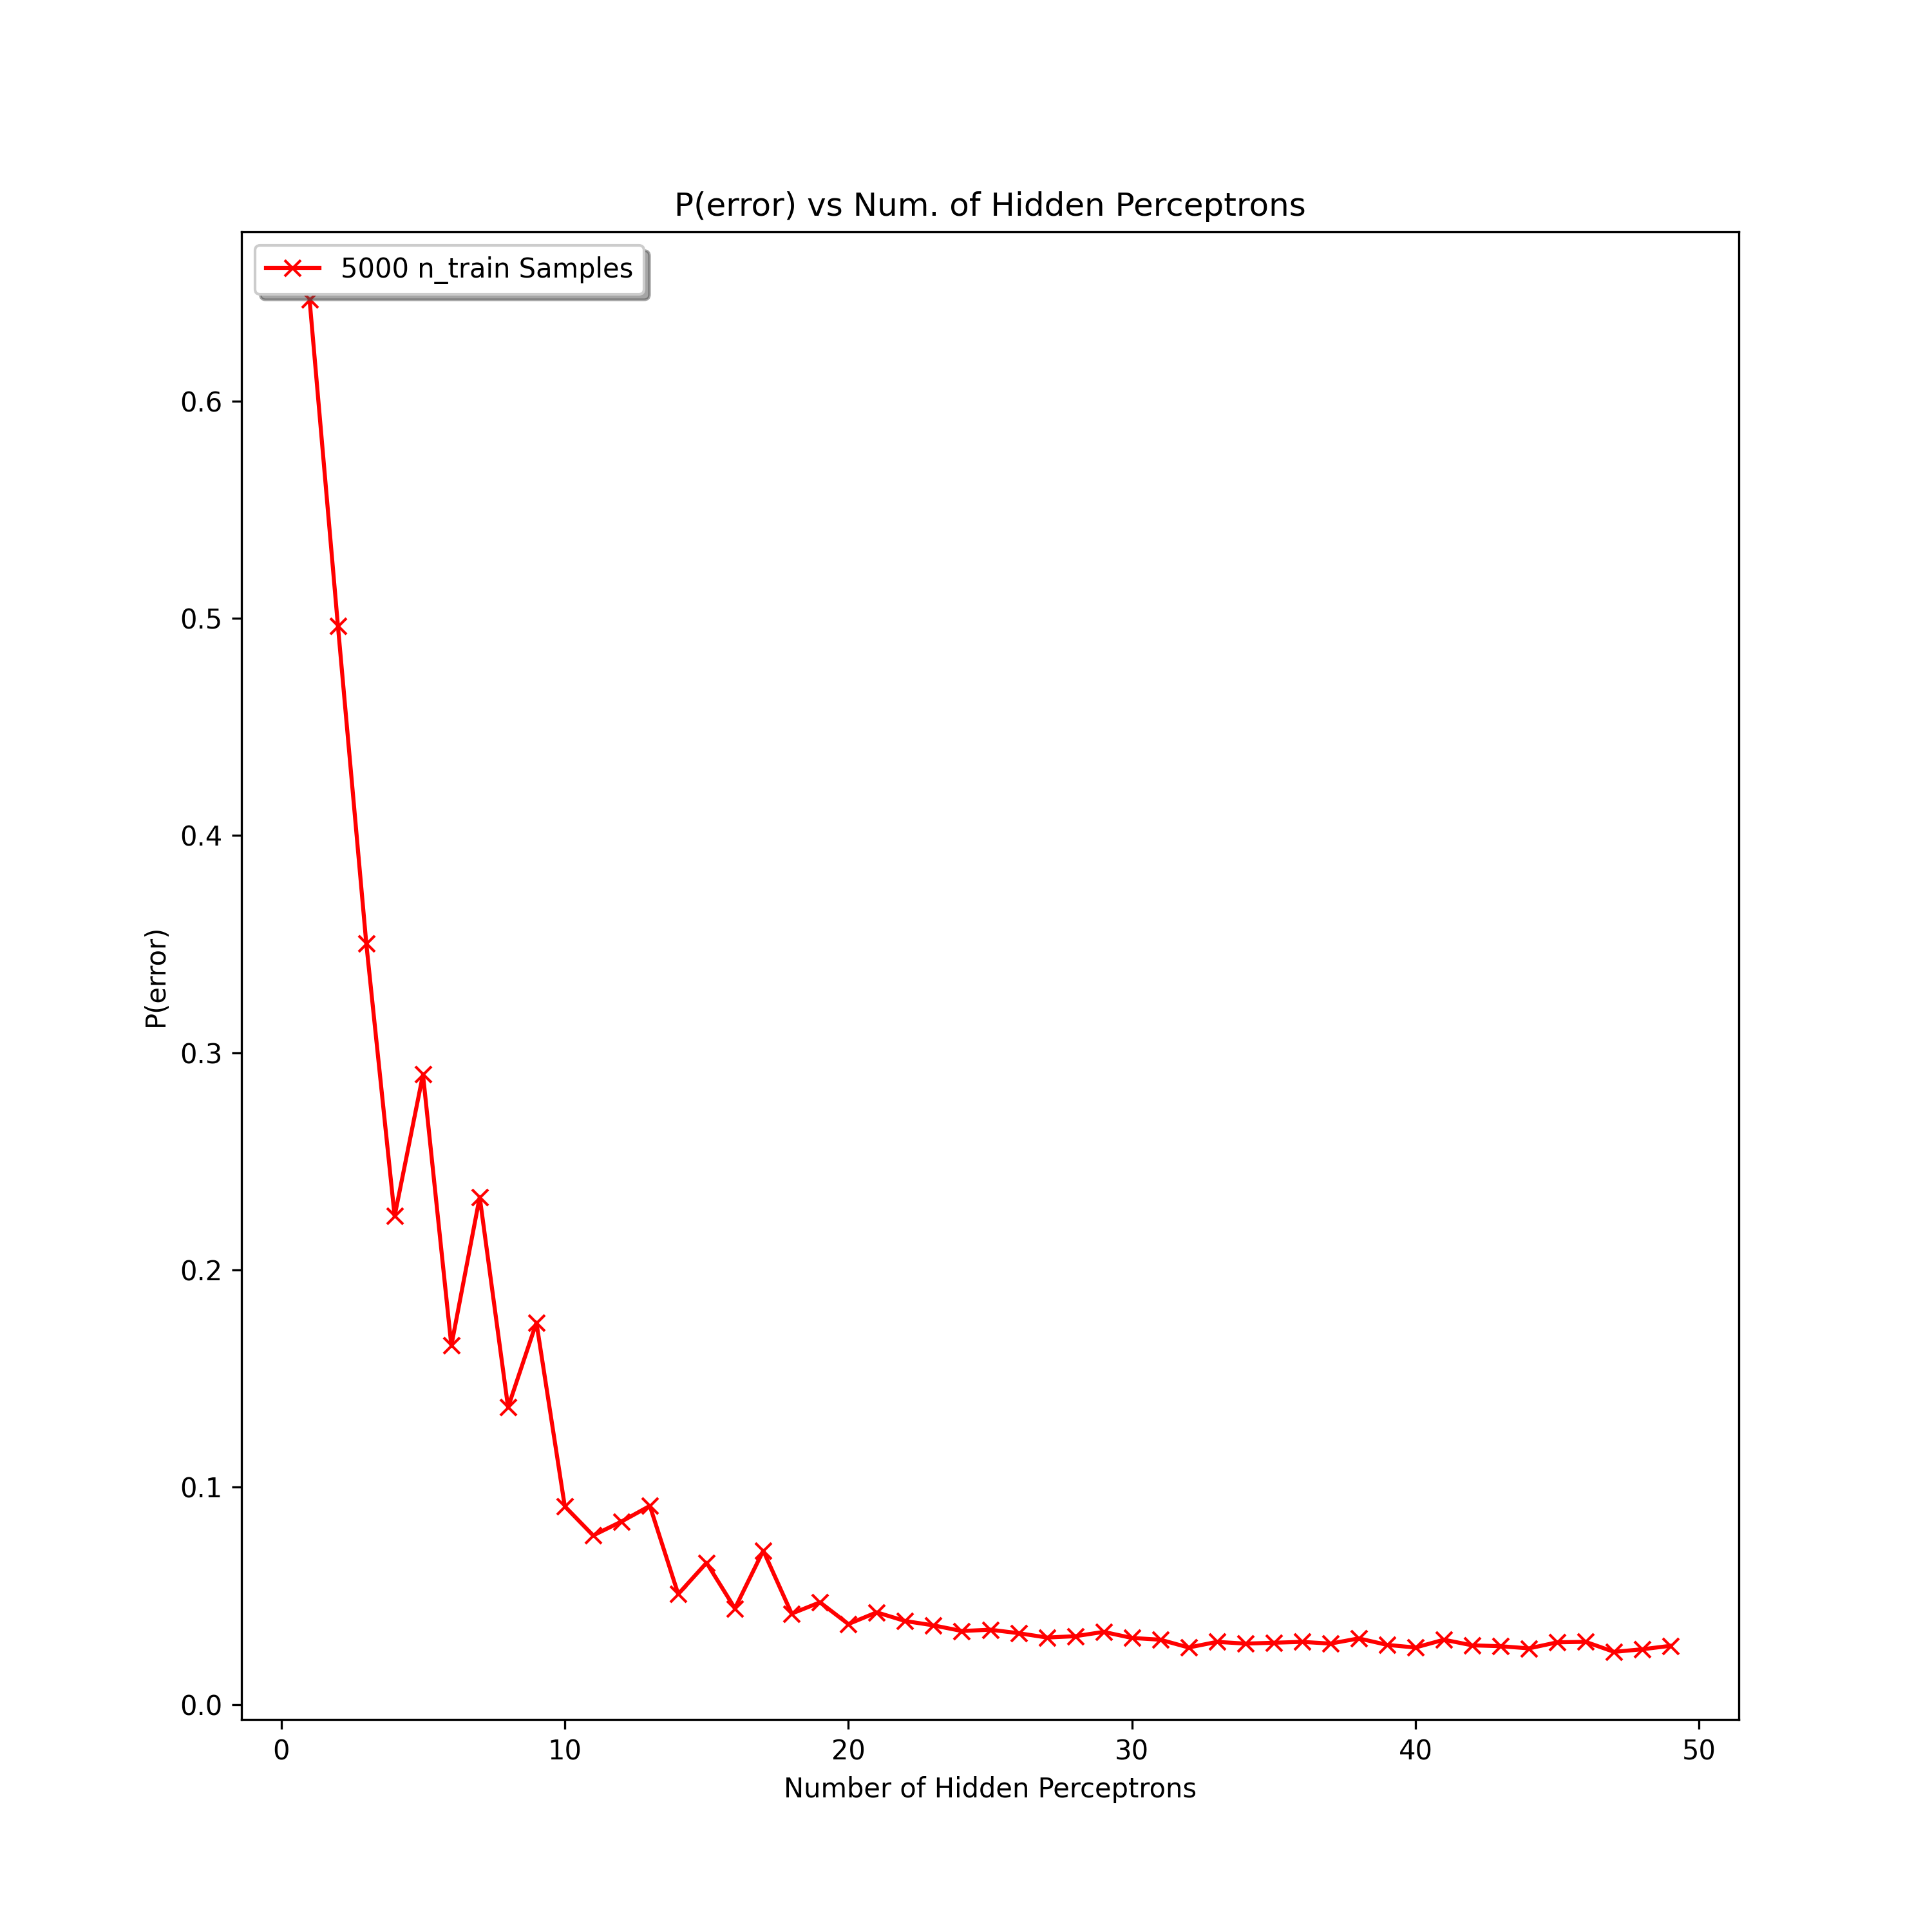 P(error) vs Num. of Hidden Perceptrons
5000 n_train Samples
0.6
0.5
0.4
0.3
0.2
0.1
0.0
P(error)
0 10 20 30 40 50
Number of Hidden Perceptrons